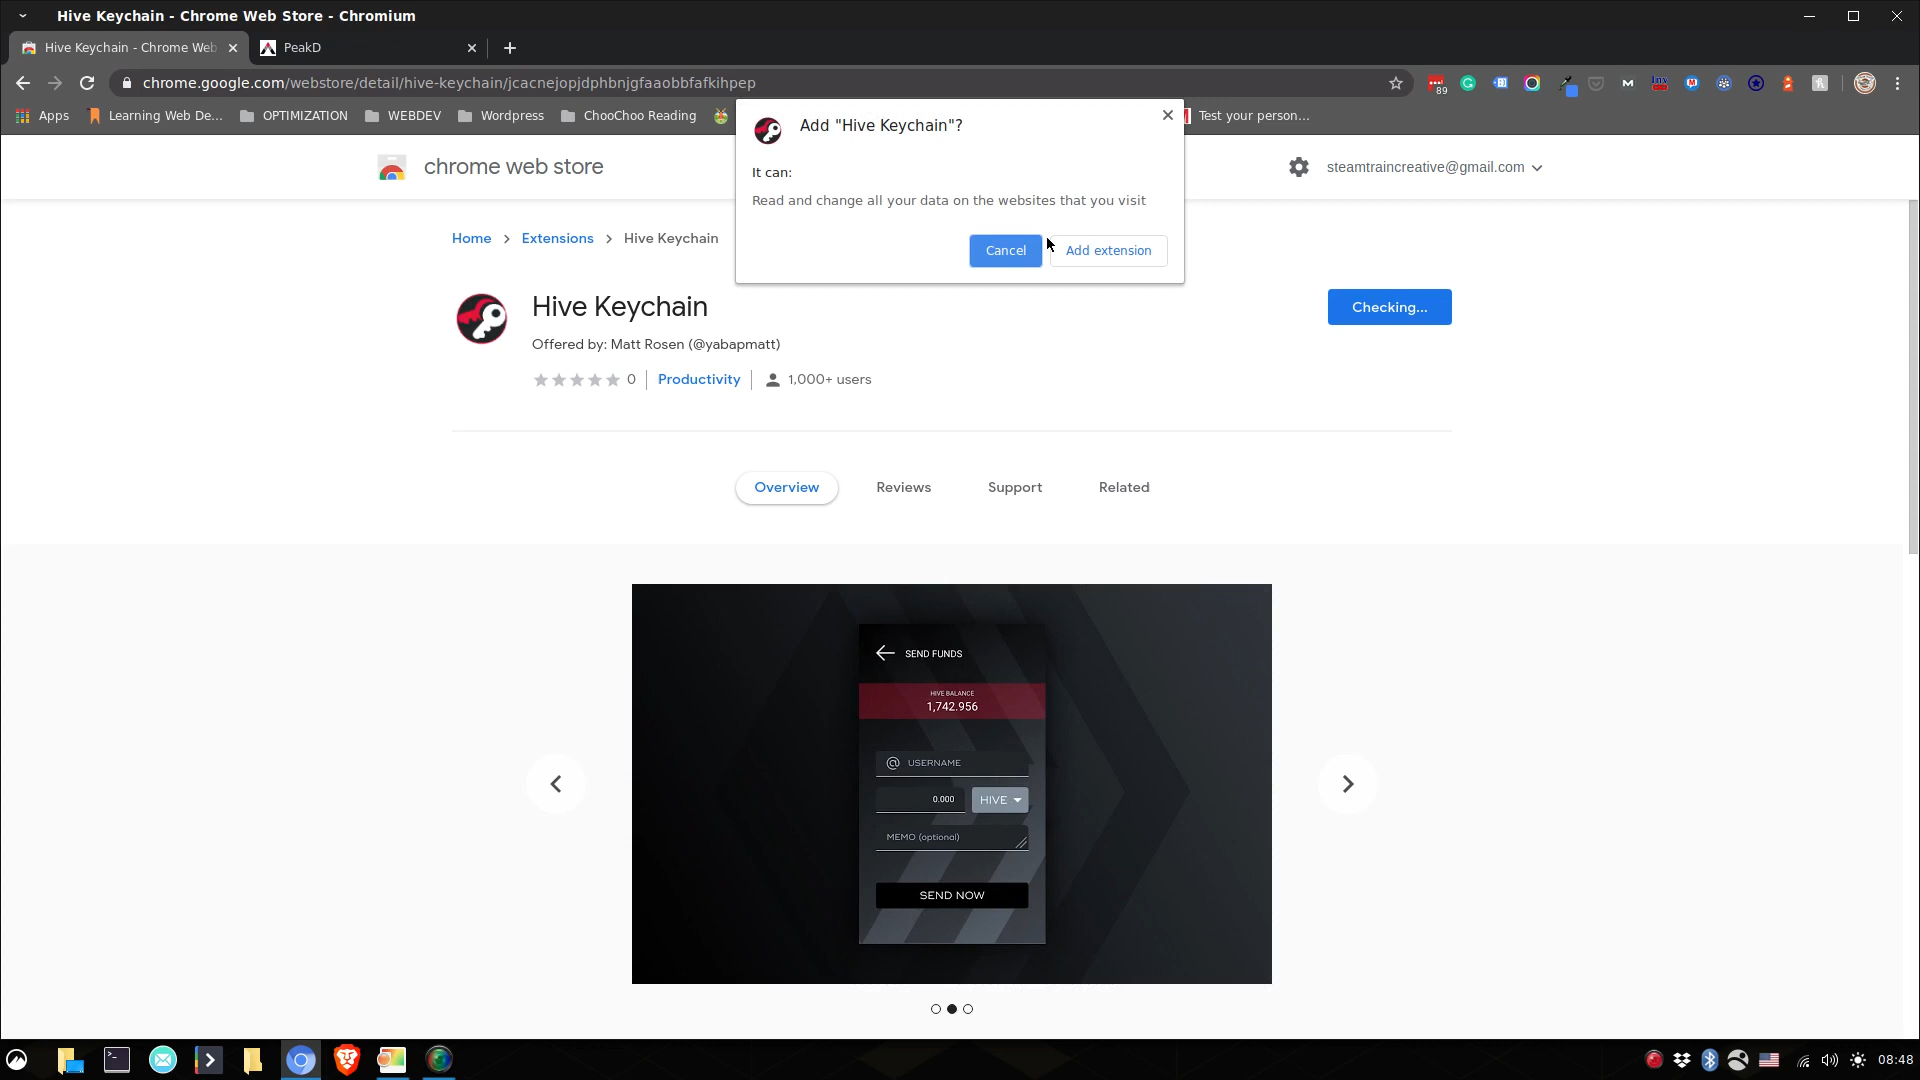 Hive Keychain - Chrome Web Store - Chromium
Hive Keychain - Chrome Web
PeakD
chrome.google.com/webstore/detail/hive-keychain/jcacnejopjdphbnjgfaaobbfafkihpep
89
Apps
Learning Web De...
OPTIMIZATION
WEBDEV
Wordpress
ChooChoo Reading
Test your person...
Add "Hive Keychain"?
It can:
Read and change all your data on the websites that you visit
Cancel
Add extension
chrome web store
steamtraincreative@gmail.com
Home
Extensions
Hive Keychain
Hive Keychain
Offered by: Matt Rosen (@yabapmatt)
0
Productivity
1,000+ users
Checking...
Overview
Reviews
Support
Related
SEND FUNDS
HIVE BALANCE
1,742.956
@ USERNAME
0.000
HIVE
MEMO (optional)
SEND NOW
08:48